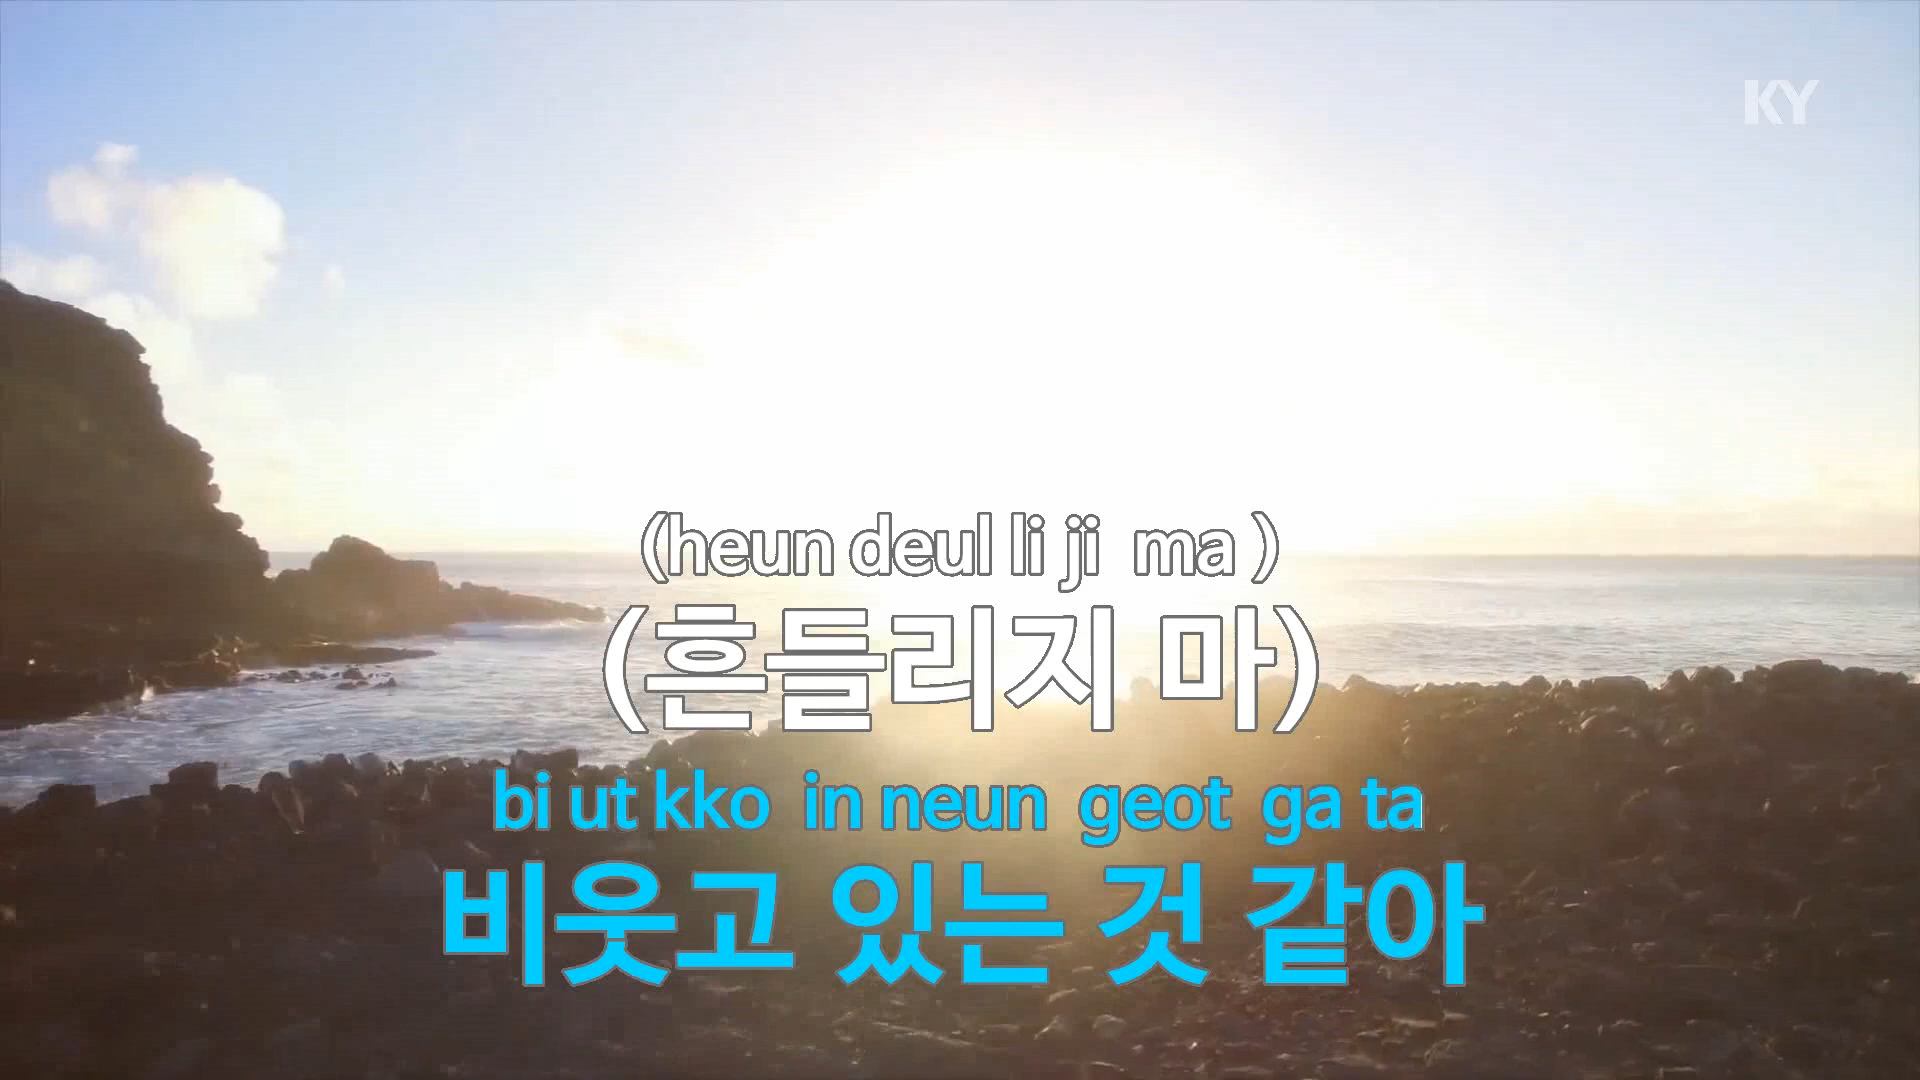 KY
(heun deul li ji ma )
(흔들리지 마)
bi ut kko in neun geot ga ta
비웃고 있는 것 같아